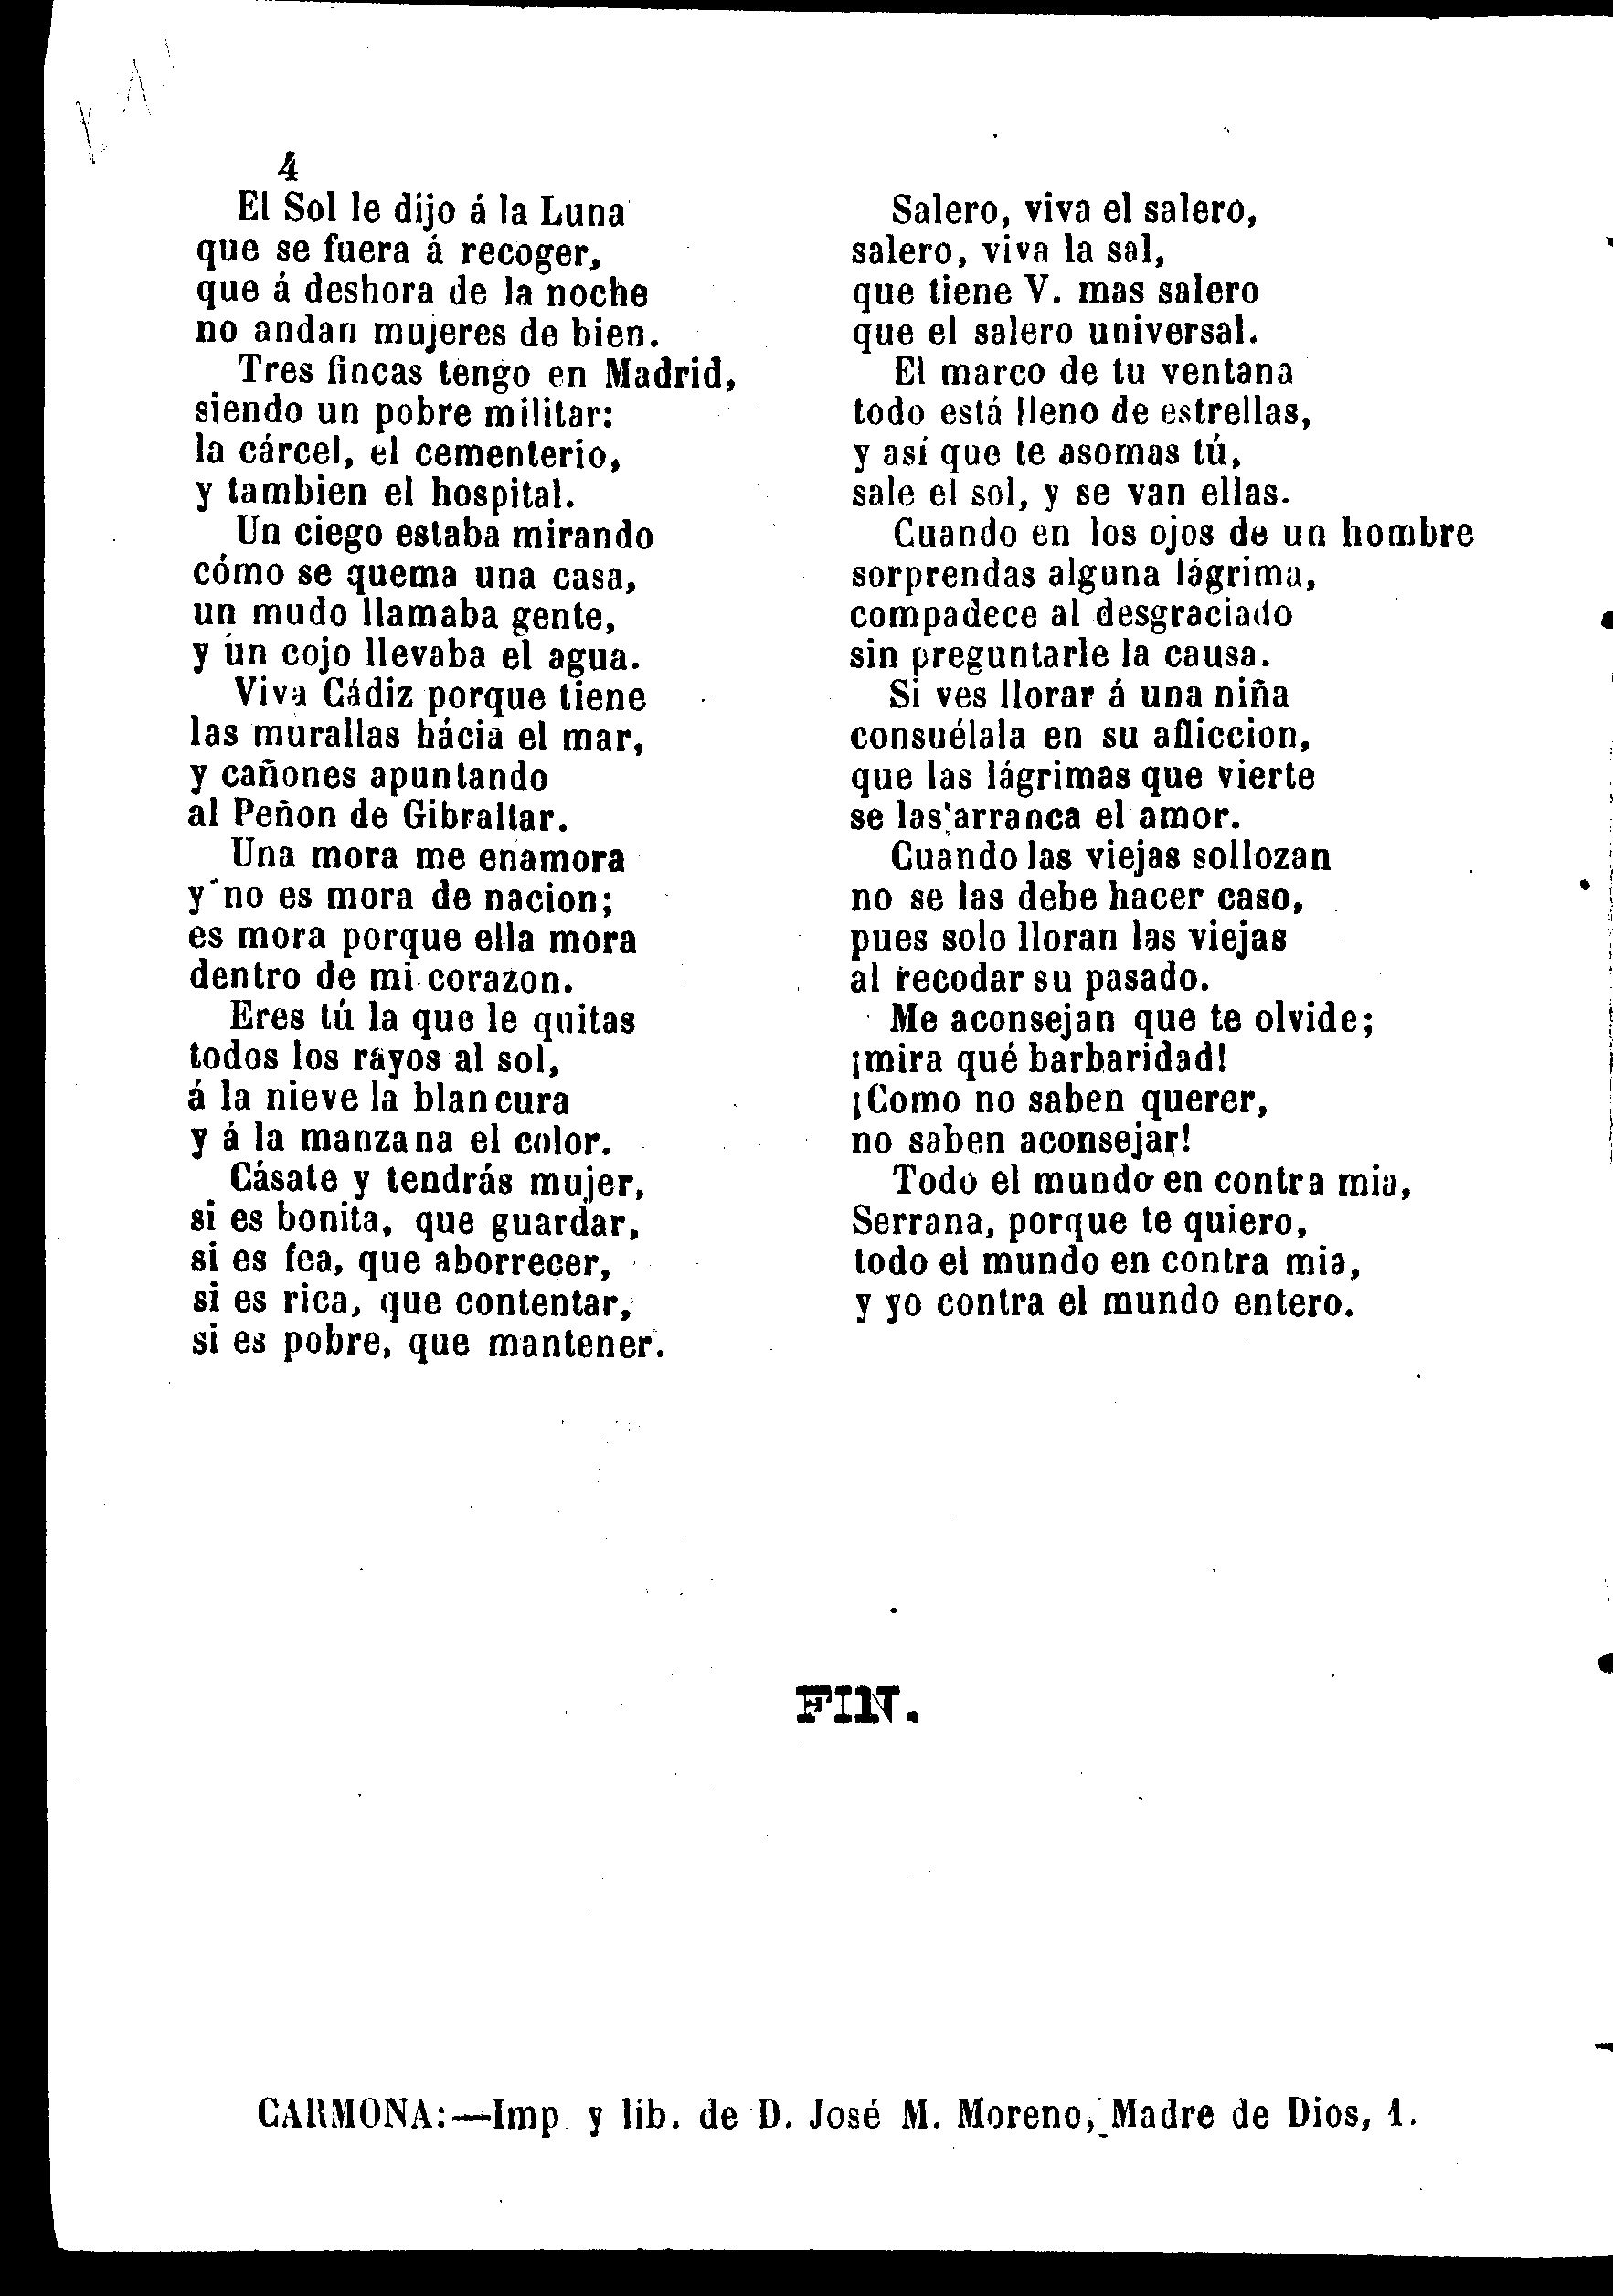 4
El Sol le dijo á la Luna
que se fuera á recoger,
que á deshora de la noche
no andan mujeres de bien.
Tres fincas tengo en Madrid,
siendo un pobre militar:
la cárcel, el cementerio,
y tambien el hospital.
Un ciego estaba mirando
cómo se quema una casa,
un mudo llamaba gente,
y un cojo llevaba el agua.
Viva Cádiz porque tiene
las murallas hácia el mar,
y cañones apuntando
al Peñon de Gibraltar.
Una mora me enamora
y no es mora de nacion;
es mora porque ella mora
dentro de mi corazon.
Eres tú la que le quitas
todos los rayos al sol,
á la nieve la blancura
y á la manzana el color.
Cásate y tendrás mujer,
si es bonita, que guardar,
si es fea, que aborrecer,
si es rica, que contentar,
si es pobre, que mantener.
Salero, viva el salero,
salero, viva la sal,
que tiene V. mas salero
que el salero universal.
El marco de tu ventana
todo está lleno de estrellas,
y así que te asomas tú,
sale el sol, y se van ellas.
Cuando en los ojos de un hombre
sorprendas alguna lágrima,
compadece al desgraciado
sin preguntarle la causa.
Si ves llorar á una niña
consuélala en su afliccion,
que las lágrimas que vierte
se las arranca el amor.
Cuando las viejas sollozan
no se las debe hacer caso,
pues solo lloran las viejas
al recodar su pasado.
Me aconsejan que te olvide;
¡mira qué barbaridad!
¡Como no saben querer,
no saben aconsejar!
Todo el mundo en contra mia,
Serrana, porque te quiero,
todo el mundo en contra mia,
y yo contra el mundo entero.
FIN.
CARMONA:—Imp. y lib. de D. José M. Moreno, Madre de Dios, 1.